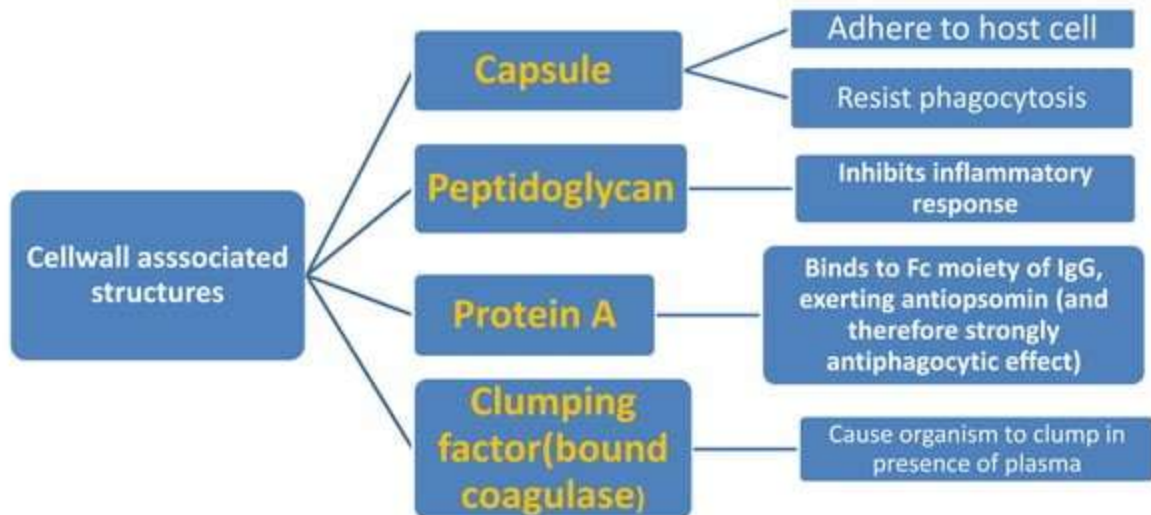 Cellwall asssociated
structures
Capsule
Adhere to host cell
Resist phagocytosis
Peptidoglycan
Inhibits inflammatory
response
Protein A
Binds to Fc moiety of IgG,
exerting antiopsomin (and
therefore strongly
antiphagocytic effect)
Clumping
factor(bound
coagulase)
Cause organism to clump in
presence of plasma